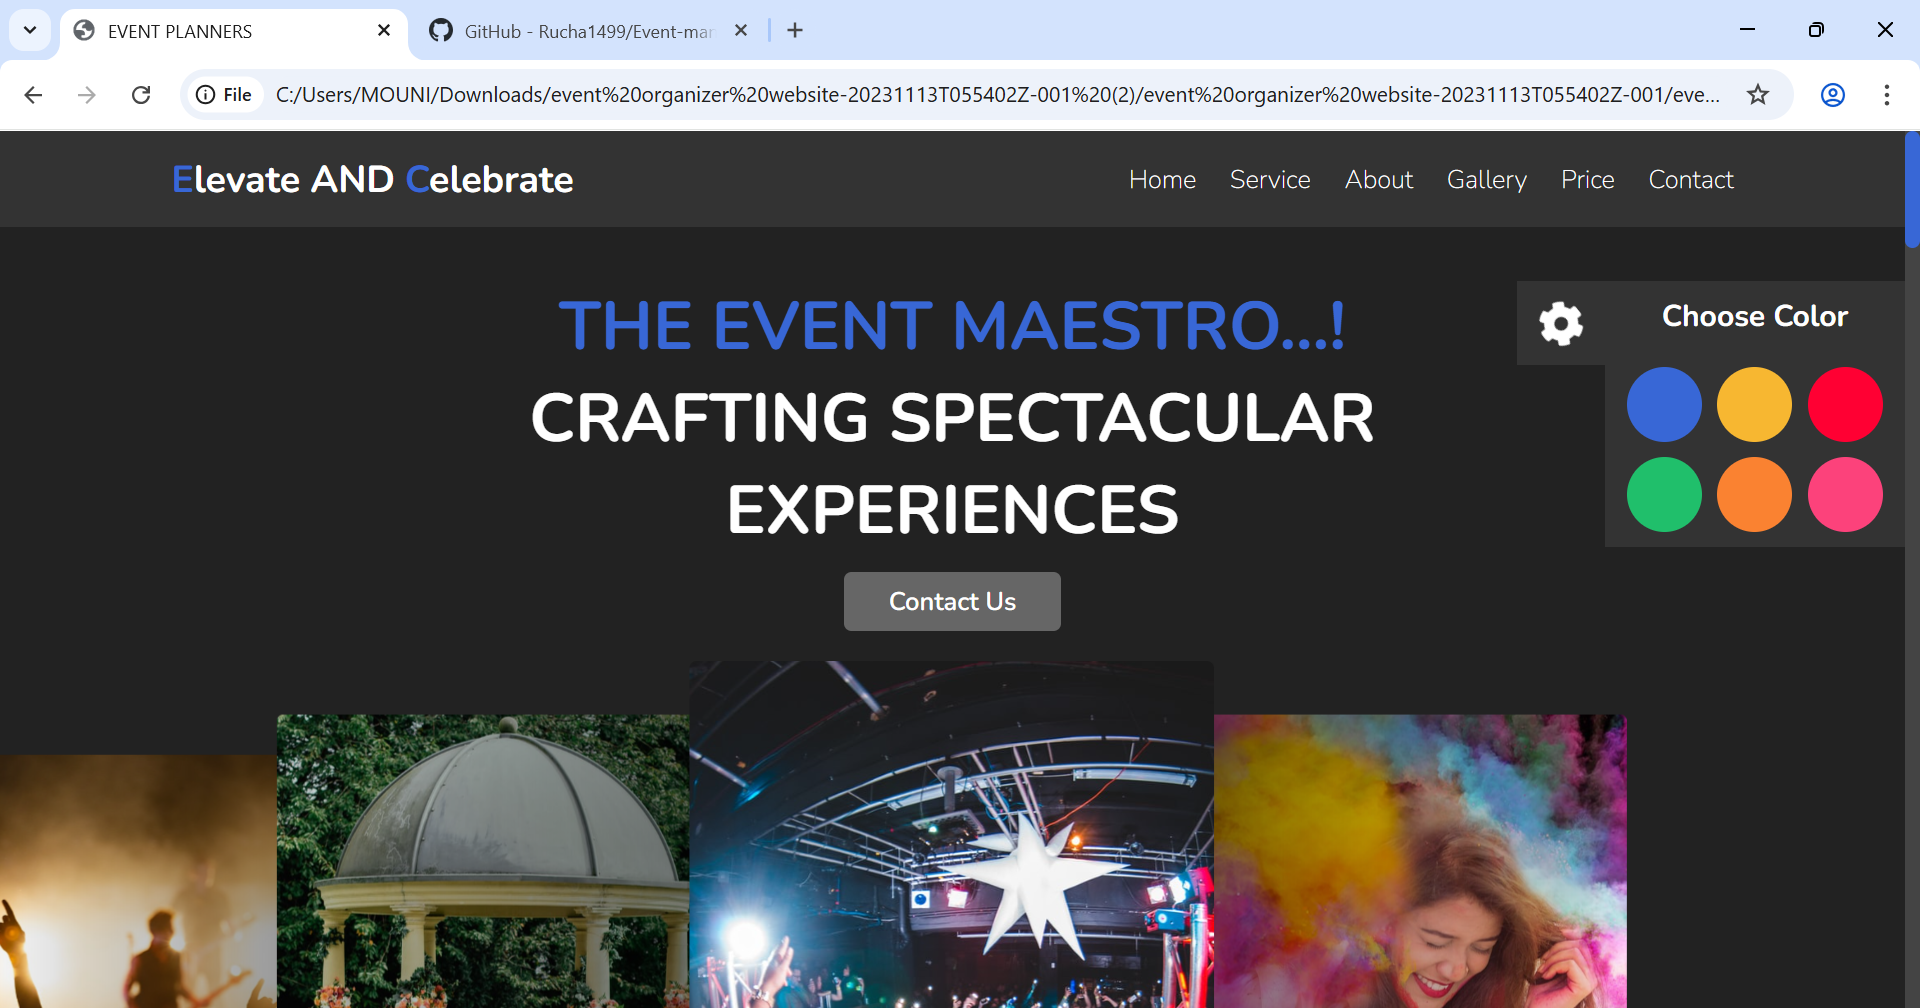 EVENT PLANNERS
GitHub - Rucha1499/Event-mar
File
C:/Users/MOUNI/Downloads/event%20organizer%20website-20231113T055402Z-001%20(2)/event%20organizer%20website-20231113T055402Z-001/eve...
Elevate AND Celebrate
Home Service About Gallery Price Contact
THE EVENT MAESTRO...!
CRAFTING SPECTACULAR
EXPERIENCES
Choose Color
Contact Us